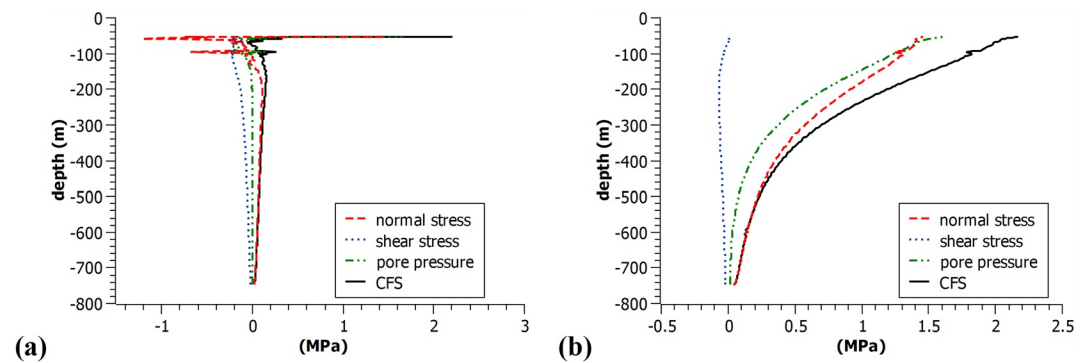 0
-100
-200
-300
-400
-500
-600
-700
-800
depth (m)
normal stress
shear stress
pore pressure
CFS
-1 0 1 2 3
(MPa)
(a)
0
-100
-200
-300
-400
-500
-600
-700
-800
depth (m)
normal stress
shear stress
pore pressure
CFS
-0.5 0 0.5 1 1.5 2 2.5
(MPa)
(b)